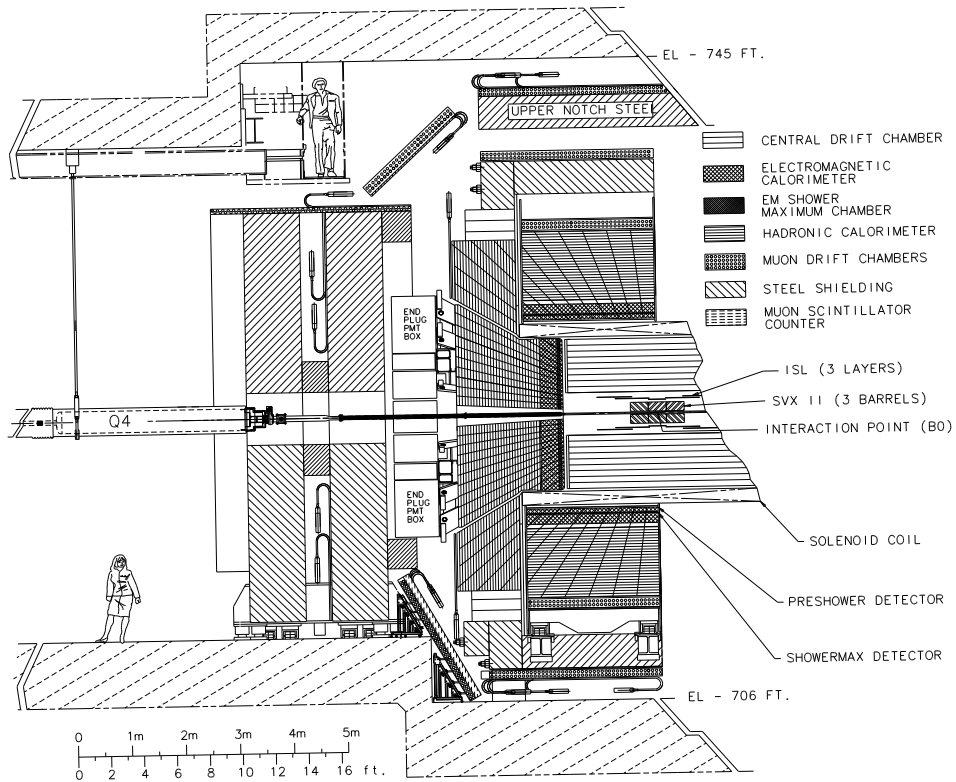 EL - 745 FT.
UPPER NOTCH STEEL
CENTRAL DRIFT CHAMBER
ELECTROMAGNETIC
CALORIMETER
EM SHOWER
MAXIMUM CHAMBER
HADRONIC CALORIMETER
MUON DRIFT CHAMBERS
STEEL SHIELDING
MUON SCINTILLATOR
COUNTER
END
PLUG
PMT
BOX
ISL (3 LAYERS)
SVX II (3 BARRELS)
Q4
INTERACTION POINT (B0)
END
PLUG
PMT
BOX
SOLENOID COIL
PRESHOWER DETECTOR
SHOWERMAX DETECTOR
EL - 706 FT.
0 1m 2m 3m 4m 5m
0 2 4 6 8 10 12 14 16 ft.